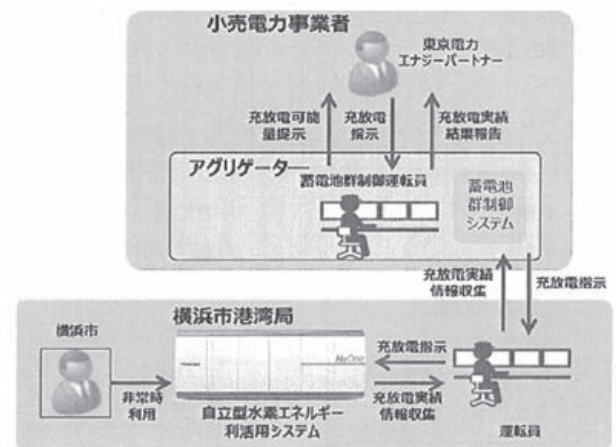 小売電力事業者
東京電力
エナジーパートナー
充放電可能
量提示
充放電
指示
充放電実績
結果報告
アグリゲーター
蓄電池群制御運転員
蓄電池
群制御
システム
充放電実績
情報収集
充放電指示
横浜市港湾局
横浜市
非常時
利用
H₂One
自立型水素エネルギー
利活用システム
充放電指示
充放電実績
情報収集
運転員